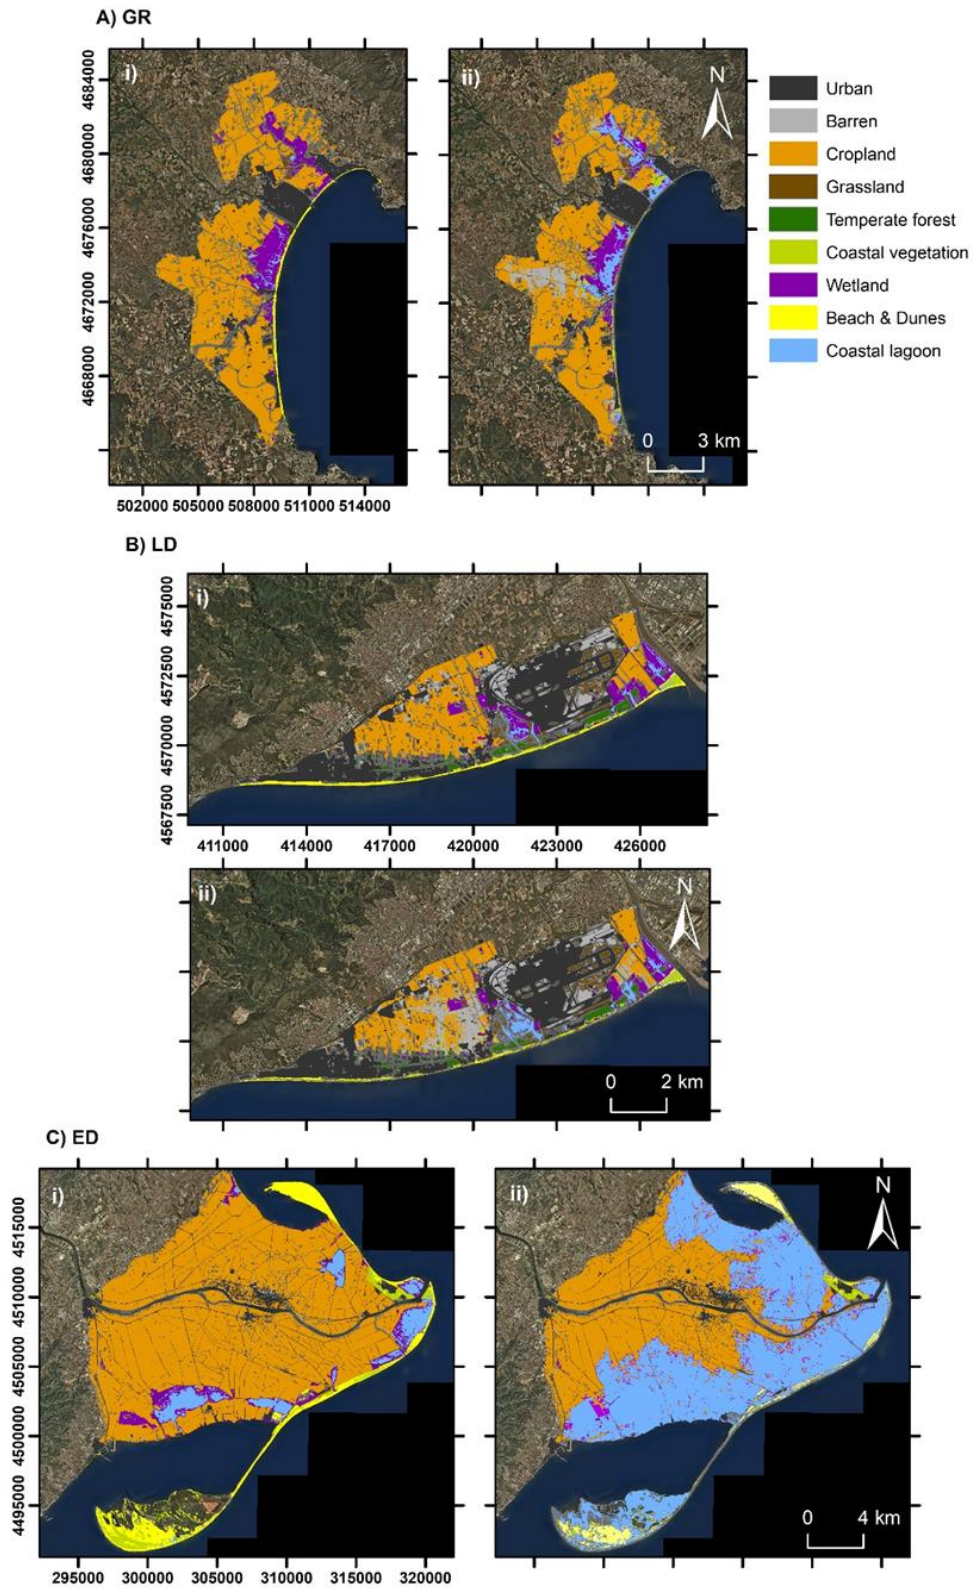 A) GR
i)
ii)
N
4684000
4680000
4676000
4672000
4668000
502000 505000 508000 511000 514000
0 3 km
Urban
Barren
Cropland
Grassland
Temperate forest
Coastal vegetation
Wetland
Beach & Dunes
Coastal lagoon
B) LD
i)
4575000
4572500
4570000
4567500
411000 414000 417000 420000 423000 426000
ii)
N
0 2 km
C) ED
i)
4515000
4510000
4505000
4500000
4495000
295000 300000 305000 310000 315000 320000
ii)
N
0 4 km